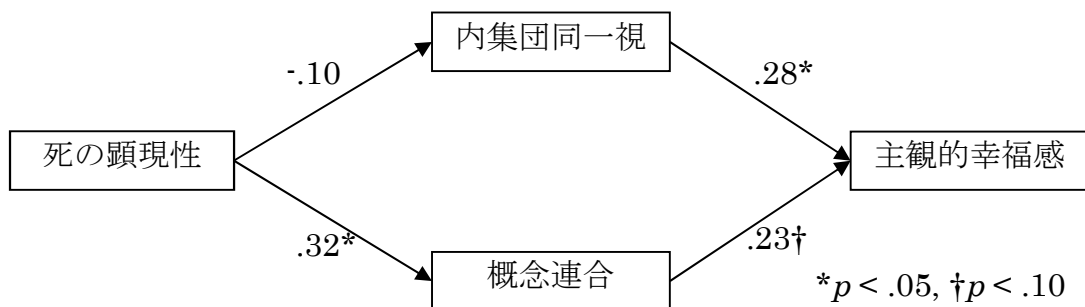 内集団同一視
-.10
.28*
死の顕現性
主観的幸福感
.32*
.23†
概念連合
*p < .05, †p < .10